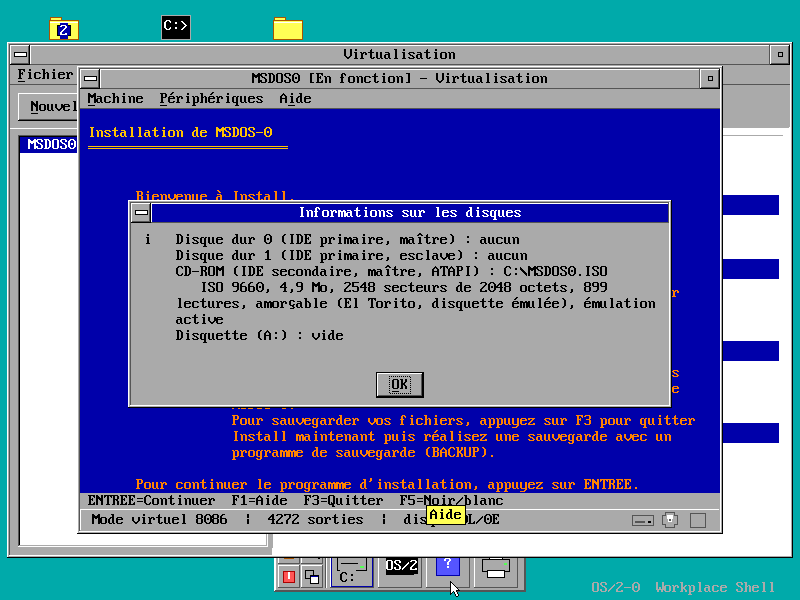 2
C:>
Virtualisation
Fichier
MSDOS0 [En fonction] - Virtualisation
Machine Périphériques Aide
Nouvel
Installation de MSDOS-0
MSDOS0
Bienvenue à Install.
Informations sur les disques
i Disque dur 0 (IDE primaire, maître) : aucun
Disque dur 1 (IDE primaire, esclave) : aucun
CD-ROM (IDE secondaire, maître, ATAPI) : C:\MSDOS0.ISO
ISO 9660, 4,9 Mo, 2548 secteurs de 2048 octets, 899
lectures, amorçable (El Torito, disquette émulée), émulation
active
Disquette (A:) : vide
r
s
e
OK
Pour sauvegarder vos fichiers, appuyez sur F3 pour quitter
Install maintenant puis réalisez une sauvegarde avec un
programme de sauvegarde (BACKUP).
Pour continuer le programme d'installation, appuyez sur ENTREE.
ENTREE=Continuer F1=Aide F3=Quitter F5=Noir/blanc
Mode virtuel 8086 ¦ 4272 sorties ¦ disq 0L/0E
Aide
C:
OS/2
?
OS/2-0 Workplace Shell